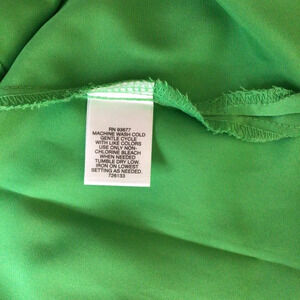 RN 93677
MACHINE WASH COLD
GENTLE CYCLE
WITH LIKE COLORS
USE ONLY NON-
CHLORINE BLEACH
WHEN NEEDED
TUMBLE DRY LOW.
IRON ON LOWEST
SETTING AS NEEDED.
726133